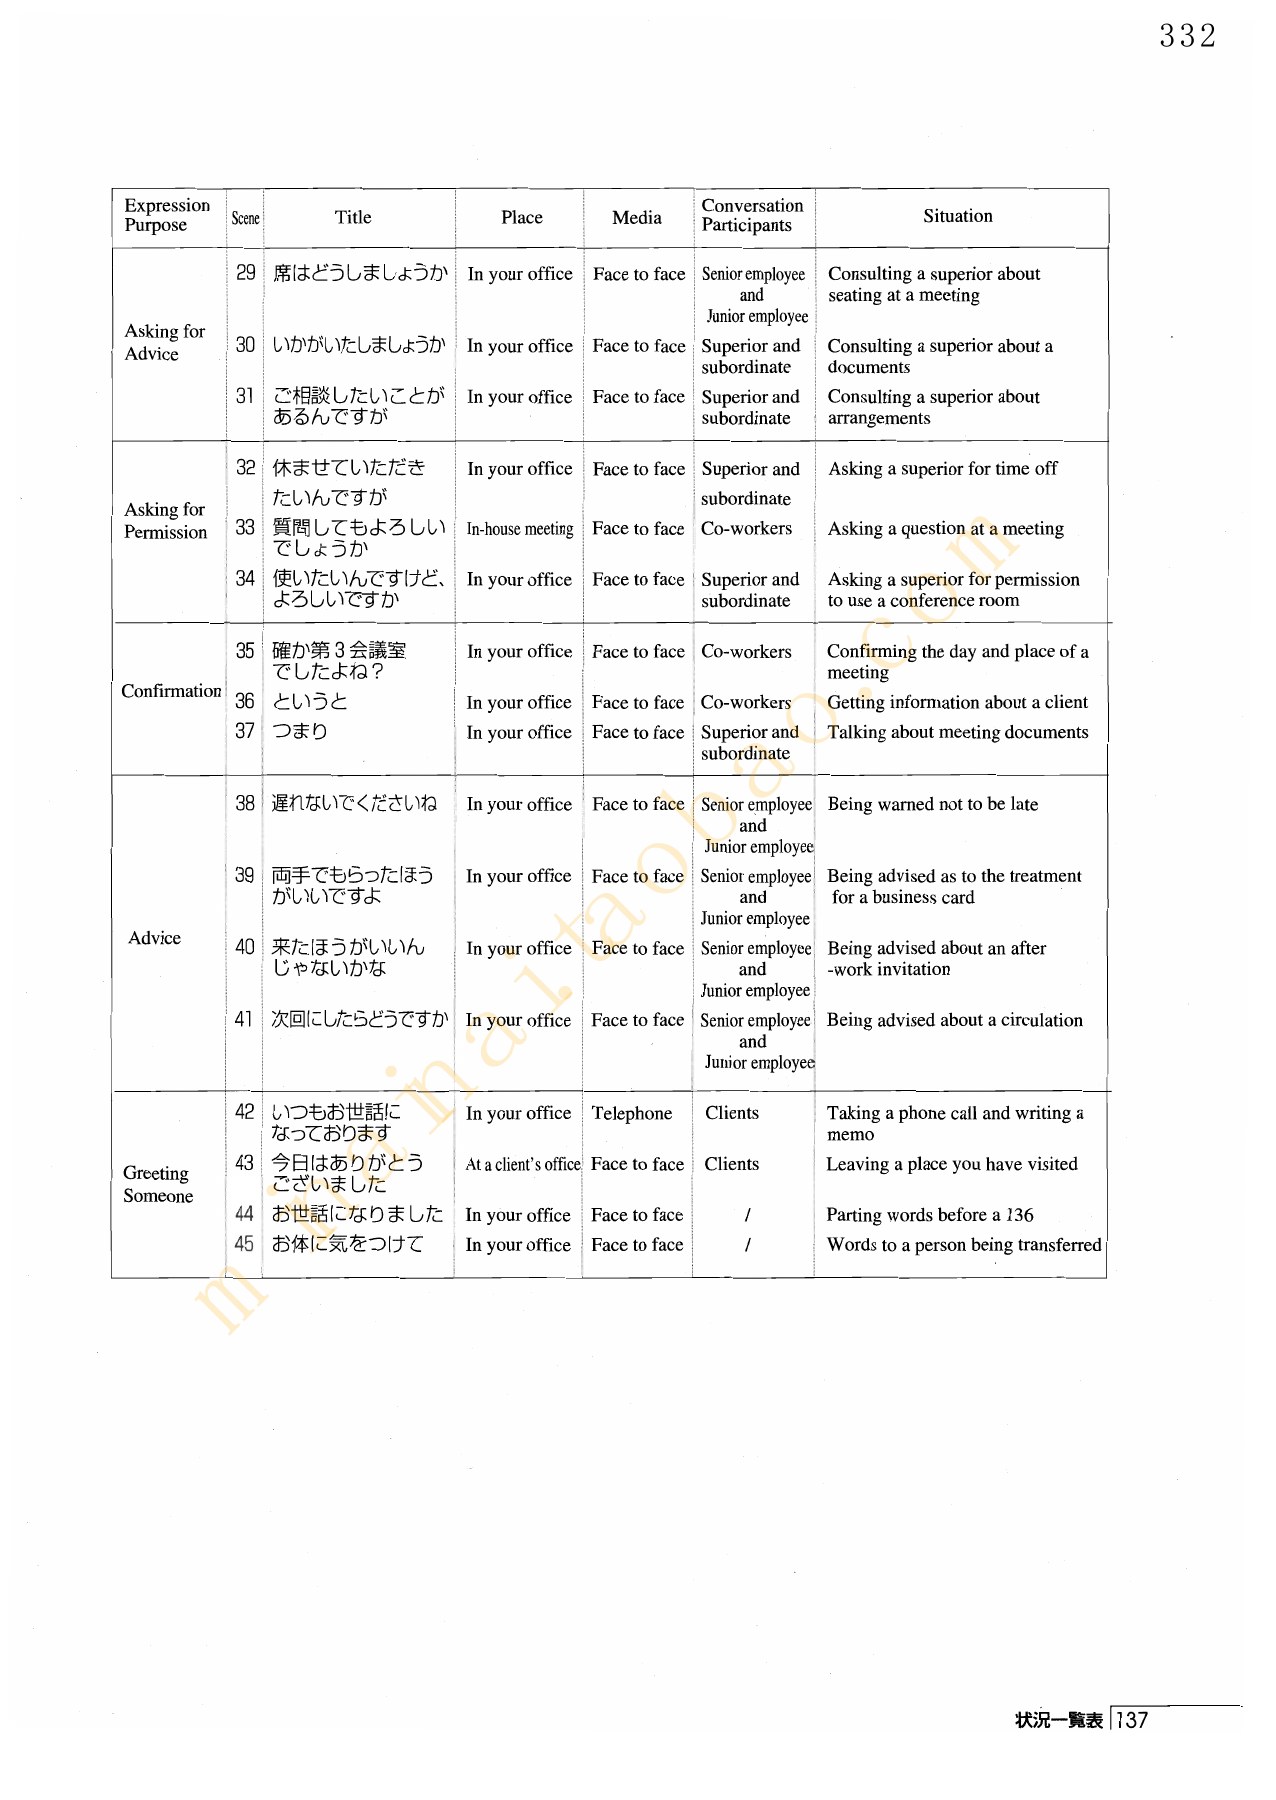 332
Expression Purpose Scene Title Place Media Conversation Participants Situation
Asking for Advice
29 席はどうしましょうか In your office Face to face Senior employee and Junior employee Consulting a superior about seating at a meeting
30 いかがいたしましょうか In your office Face to face Superior and subordinate Consulting a superior about a documents
31 ご相談したいことがあるんですが In your office Face to face Superior and subordinate Consulting a superior about arrangements
Asking for Permission
32 休ませていただきたいんですが In your office Face to face Superior and subordinate Asking a superior for time off
33 質問してもよろしいでしょうか In-house meeting Face to face Co-workers Asking a question at a meeting
34 使いたいんですけど、よろしいですか In your office Face to face Superior and subordinate Asking a superior for permission to use a conference room
Confirmation
35 確か第3会議室でしたよね? In your office Face to face Co-workers Confirming the day and place of a meeting
36 というと In your office Face to face Co-workers Getting information about a client
37 つまり In your office Face to face Superior and subordinate Talking about meeting documents
Advice
38 遅れないでくださいね In your office Face to face Senior employee and Junior employee Being warned not to be late
39 両手でもらったほうがいいですよ In your office Face to face Senior employee and Junior employee Being advised as to the treatment for a business card
40 来たほうがいいんじゃないかな In your office Face to face Senior employee and Junior employee Being advised about an after -work invitation
41 次回にしたらどうですか In your office Face to face Senior employee and Junior employee Being advised about a circulation
Greeting Someone
42 いつもお世話になっております In your office Telephone Clients Taking a phone call and writing a memo
43 今日はありがとうございました At a client's office Face to face Clients Leaving a place you have visited
44 お世話になりました In your office Face to face / Parting words before a 136
45 お体に気をつけて In your office Face to face / Words to a person being transferred
mainai.taobao.com
状況一覧表 137